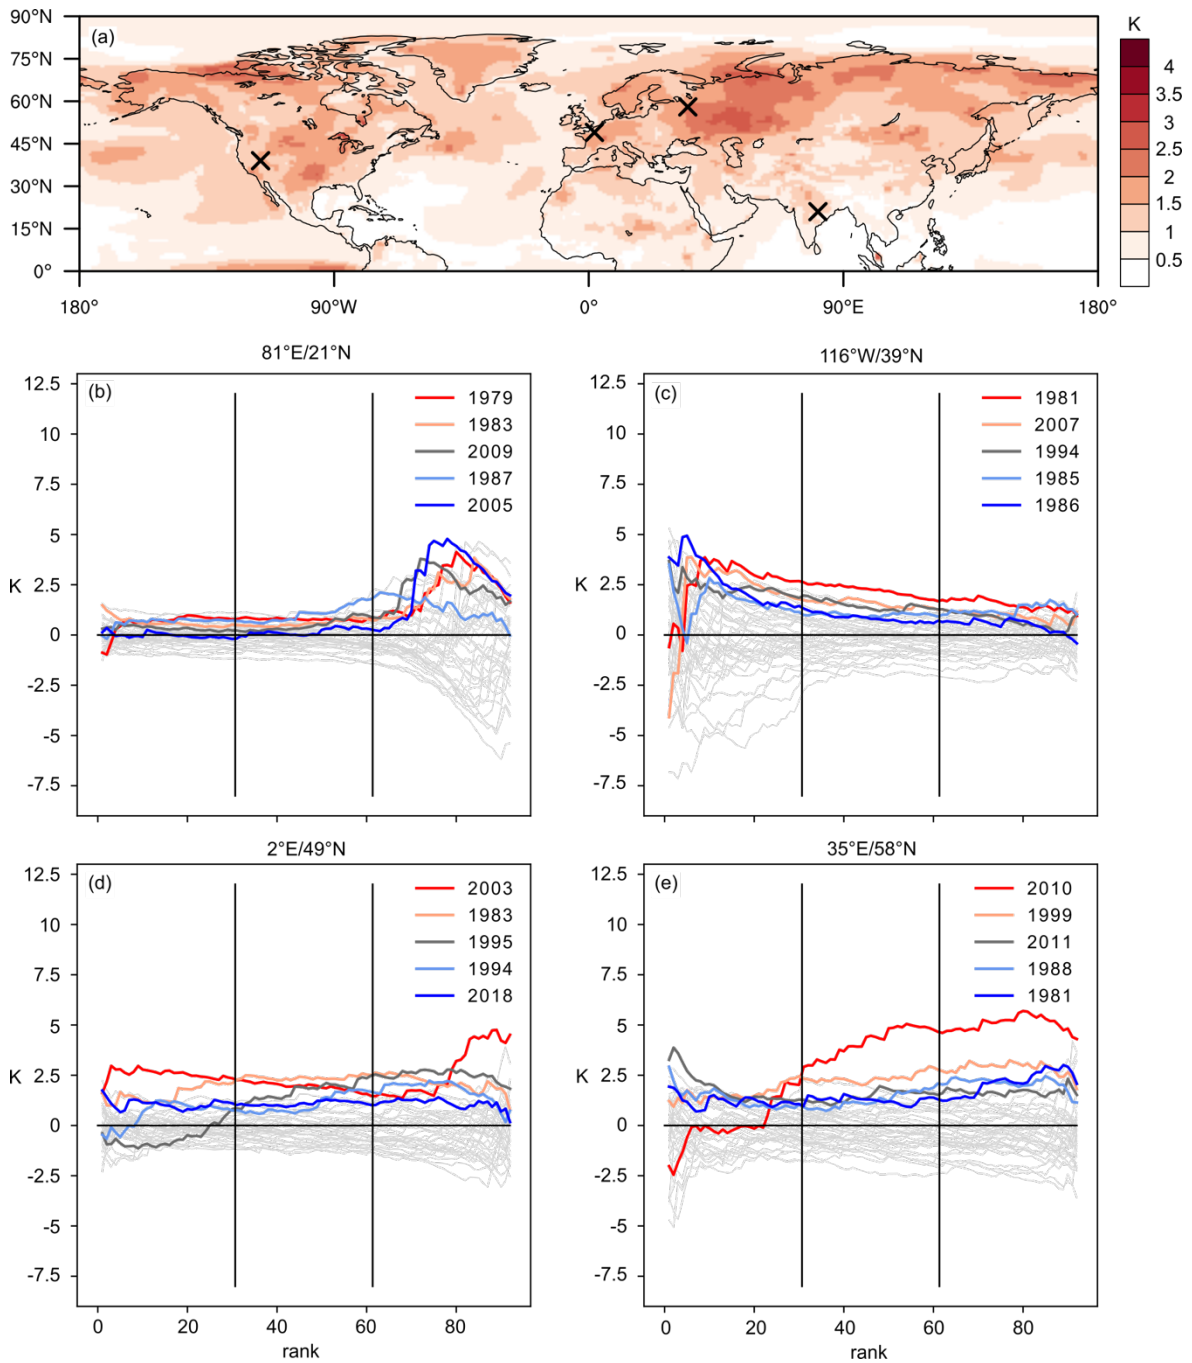 (a)
90°N
75°N
60°N
45°N
30°N
15°N
0°
180°
90°W
0°
90°E
180°
K
4
3.5
3
2.5
2
1.5
1
0.5
81°E/21°N
(b)
12.5
10
7.5
5
K
2.5
0
-2.5
-5
-7.5
1979
1983
2009
1987
2005
116°W/39°N
(c)
12.5
10
7.5
5
K
2.5
0
-2.5
-5
-7.5
1981
2007
1994
1985
1986
2°E/49°N
(d)
12.5
10
7.5
5
K
2.5
0
-2.5
-5
-7.5
2003
1983
1995
1994
2018
0 20 40 60 80
rank
35°E/58°N
(e)
12.5
10
7.5
5
K
2.5
0
-2.5
-5
-7.5
2010
1999
2011
1988
1981
0 20 40 60 80
rank